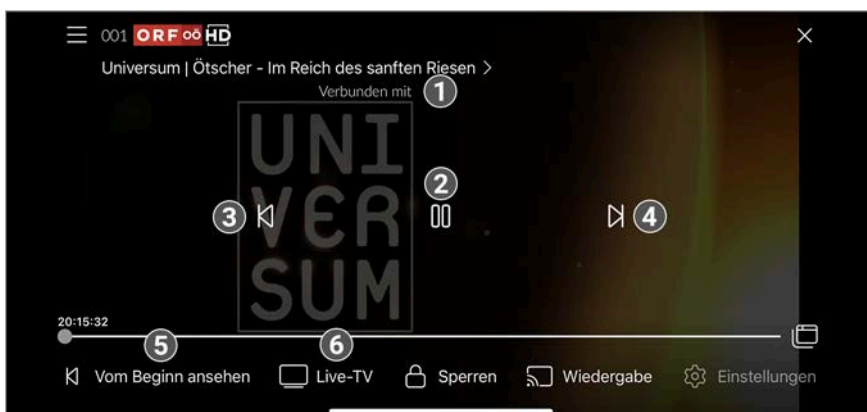 001 ORF oö HD
Universum | Ötscher - Im Reich des sanften Riesen >
Verbunden mit 1
UNI
VER
SUM
2
3
4
20:15:32
5 6
Vom Beginn ansehen Live-TV Sperren Wiedergabe Einstellungen